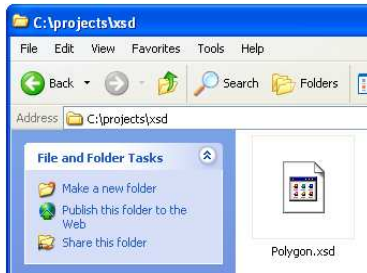 C:\projects\xsd
File Edit View Favorites Tools Help
Back Search Folders
Address C:\projects\xsd
File and Folder Tasks
Make a new folder
Publish this folder to the
Web
Share this folder
Polygon.xsd